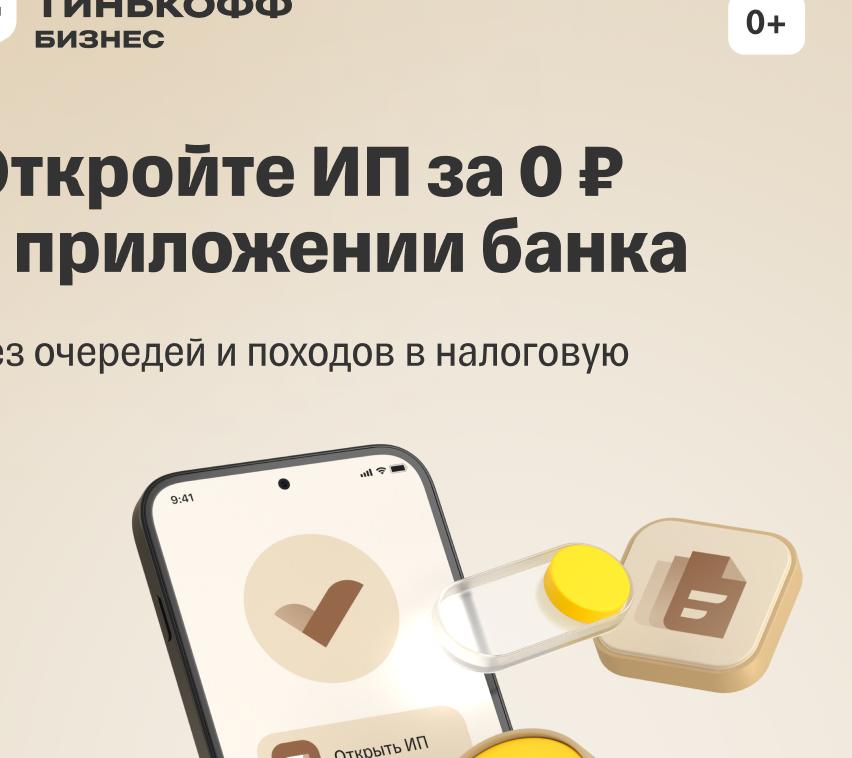 ТИНЬКОФФ
БИЗНЕС
0+
Откройте ИП за 0 ₽
приложении банка
ез очередей и походов в налоговую
9:41
Открыть ИП